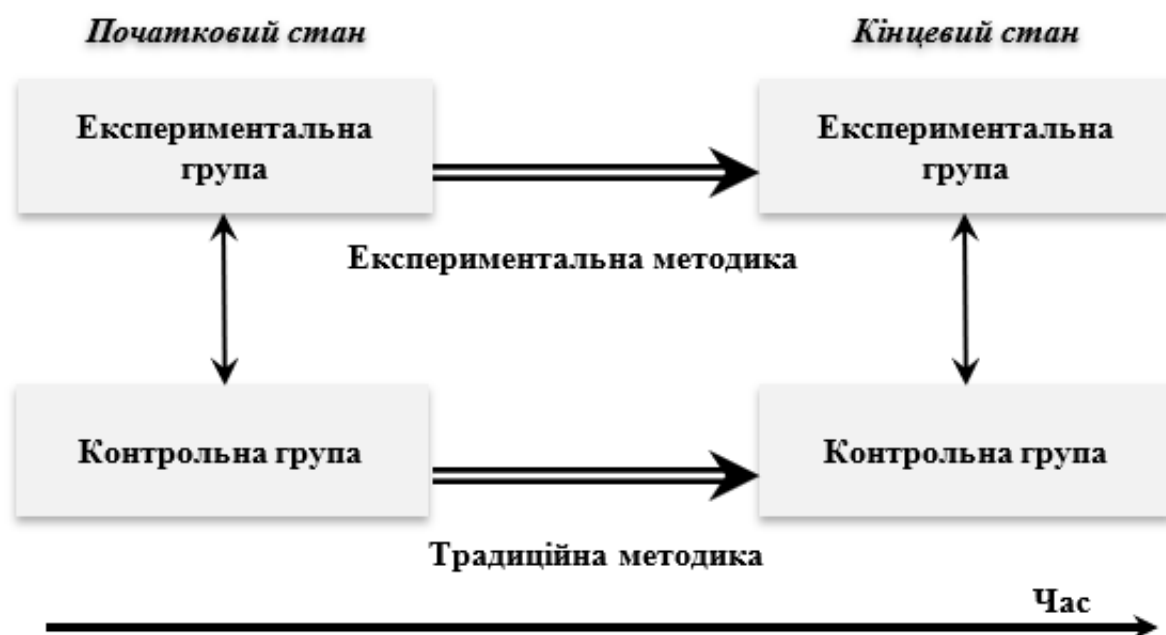 Початковий стан
Кінцевий стан
Експериментальна
група
Експериментальна
група
Експериментальна методика
Контрольна група
Контрольна група
Традиційна методика
Час